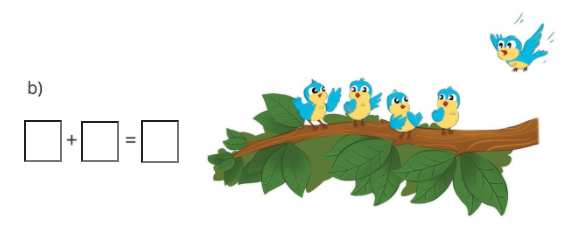 b)
+ =